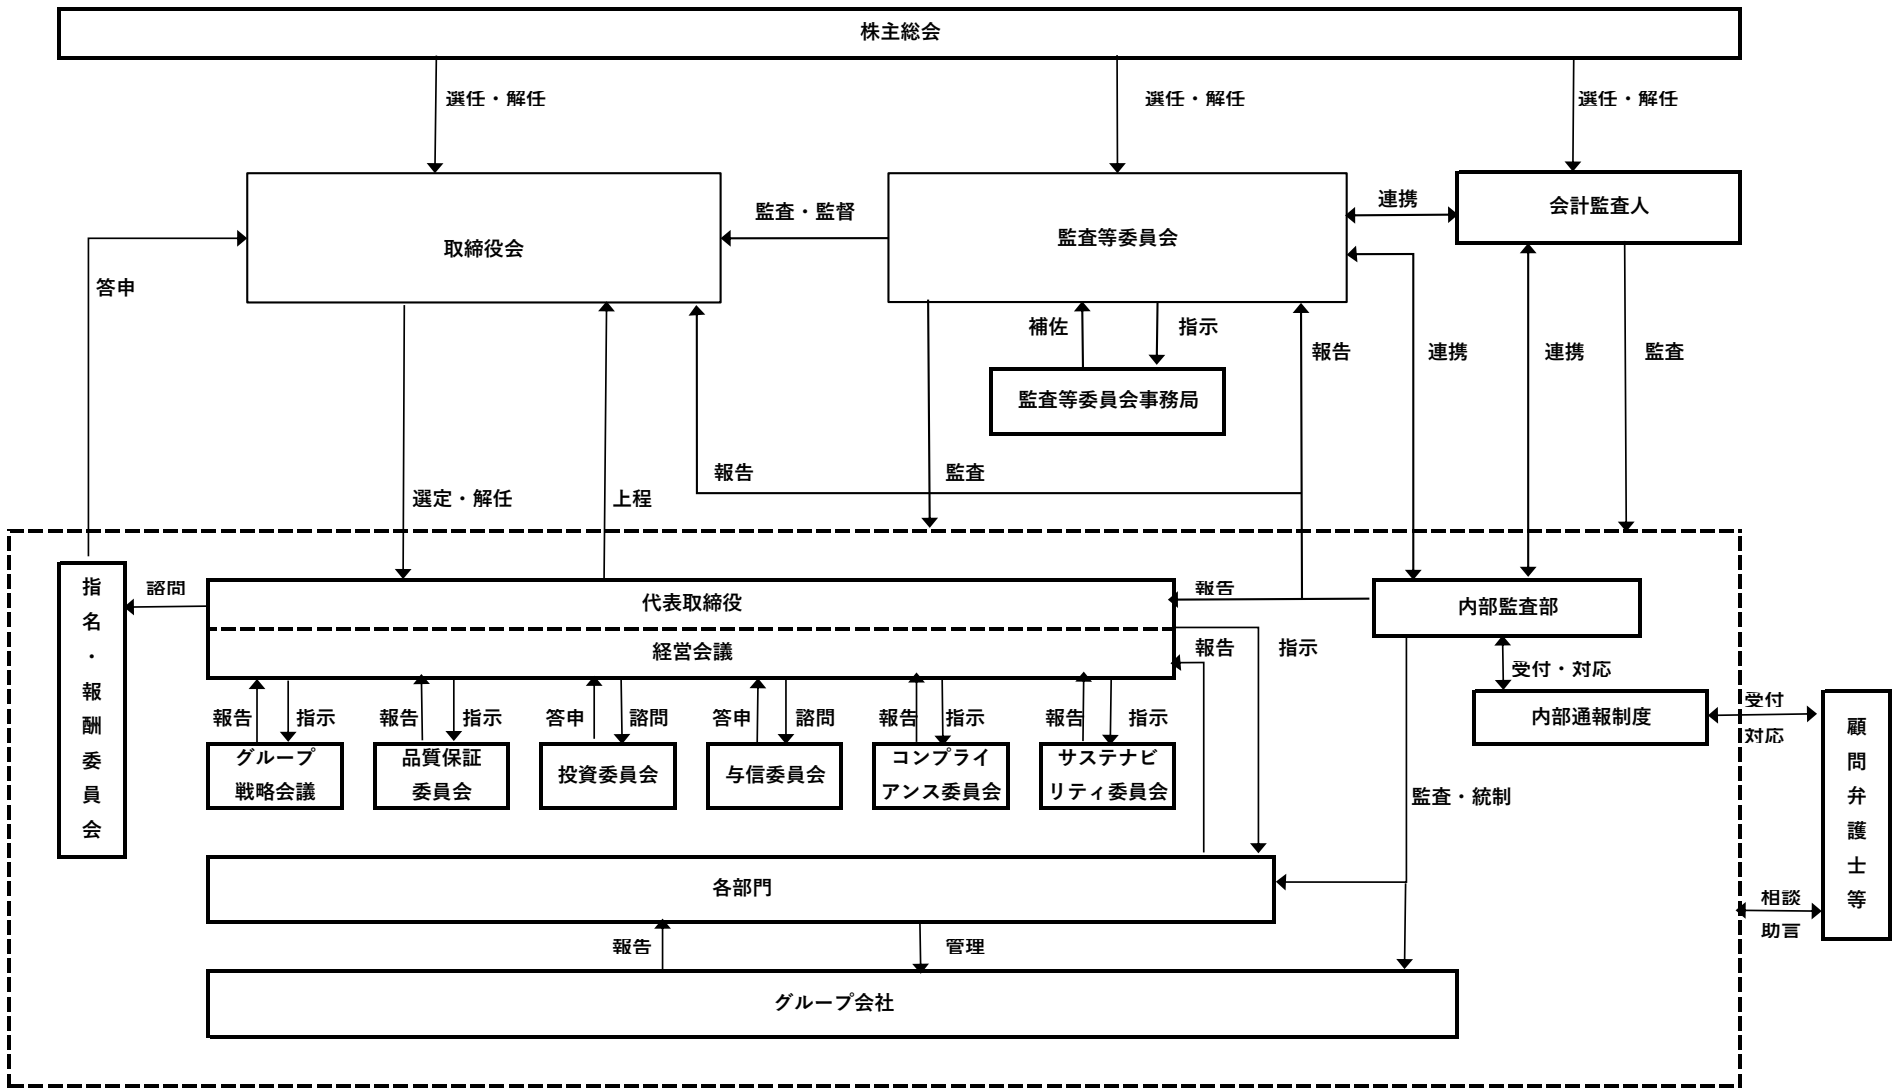 株主総会
選任・解任
選任・解任
選任・解任
取締役会
監査・監督
監査等委員会
連携
会計監査人
答申
補佐
指示
報告
連携
連携
監査
監査等委員会事務局
選定・解任
上程
報告
監査
指名・報酬委員会
諮問
代表取締役
経営会議
報告
報告
指示
内部監査部
受付・対応
内部通報制度
受付
対応
顧問弁護士等
報告
指示
報告
指示
答申
諮問
答申
諮問
報告
指示
報告
指示
グループ
戦略会議
品質保証
委員会
投資委員会
与信委員会
コンプライ
アンス委員会
サステナビ
リティ委員会
監査・統制
各部門
相談
助言
報告
管理
グループ会社